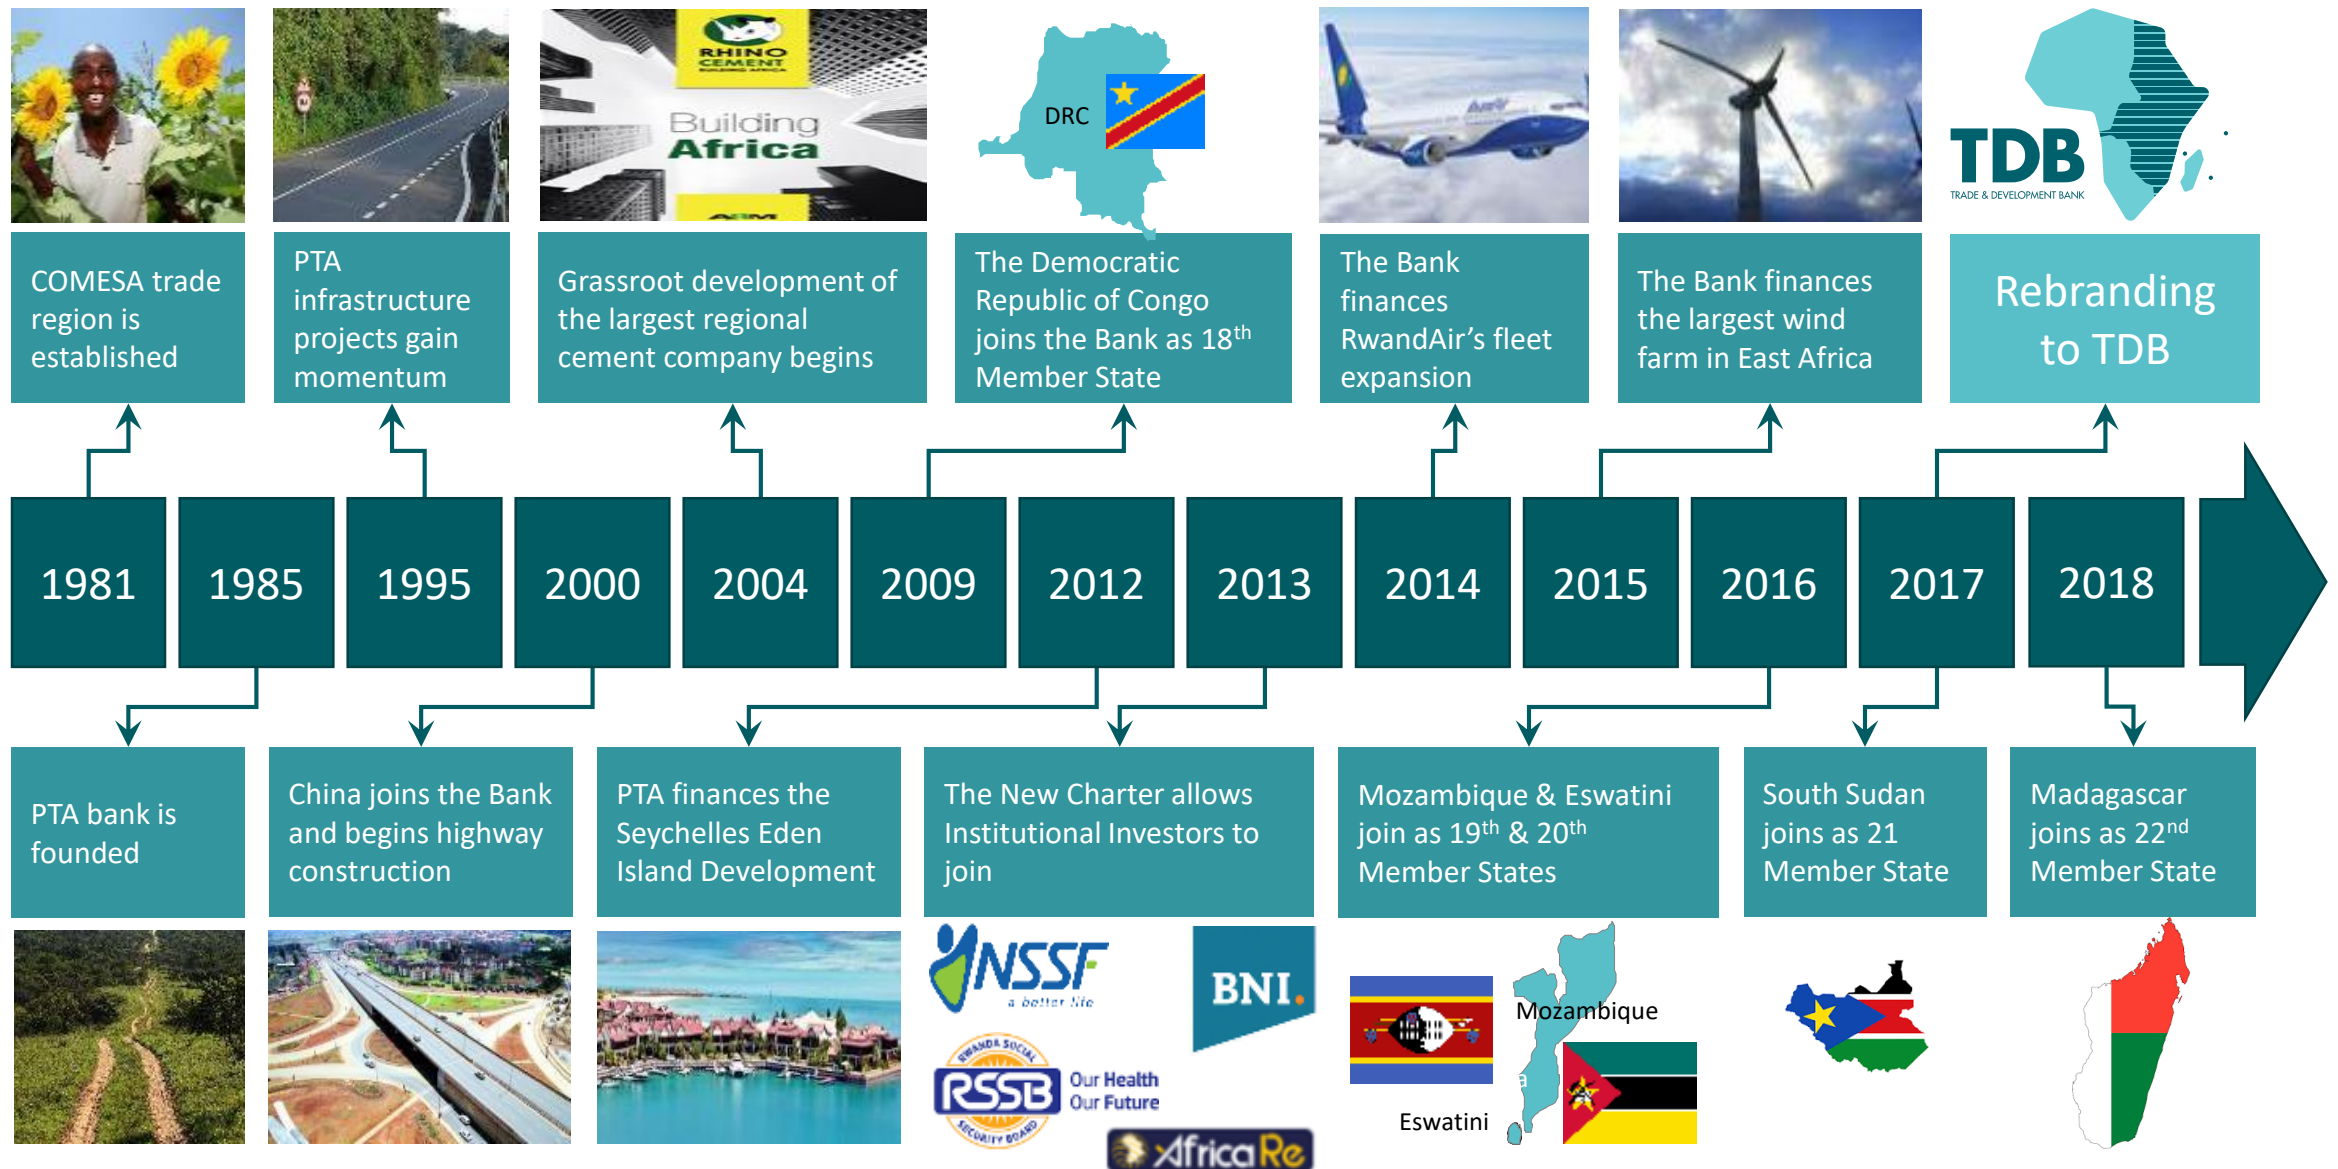 RHINO
CEMENT
BUILDING AFRICA
Building
Africa
DRC
TDB
TRADE & DEVELOPMENT BANK
COMESA trade
region is
established
PTA
infrastructure
projects gain
momentum
Grassroot development of
the largest regional
cement company begins
The Democratic
Republic of Congo
joins the Bank as 18th
Member State
The Bank
finances
RwandAir’s fleet
expansion
The Bank finances
the largest wind
farm in East Africa
Rebranding
to TDB
1981
1985
1995
2000
2004
2009
2012
2013
2014
2015
2016
2017
2018
PTA bank is
founded
China joins the Bank
and begins highway
construction
PTA finances the
Seychelles Eden
Island Development
The New Charter allows
Institutional Investors to
join
Mozambique & Eswatini
join as 19th & 20th
Member States
South Sudan
joins as 21
Member State
Madagascar
joins as 22nd
Member State
NSSF
a better life
BNI.
RWANDA SOCIAL
RSSB
SECURITY BOARD
Our Health
Our Future
AfricaRe
Mozambique
a
Eswatini